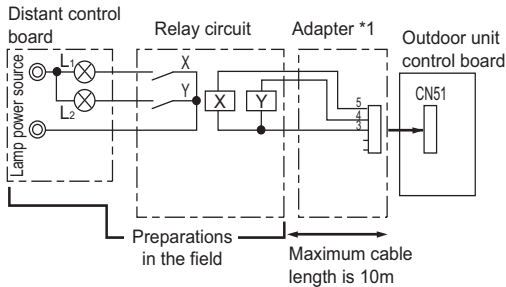 Distant control
board
Relay circuit
Adapter *1
Outdoor unit
control board
Lamp power source
L1
L2
X
Y
X
Y
5
4
3
CN51
Preparations
in the field
Maximum cable
length is 10m